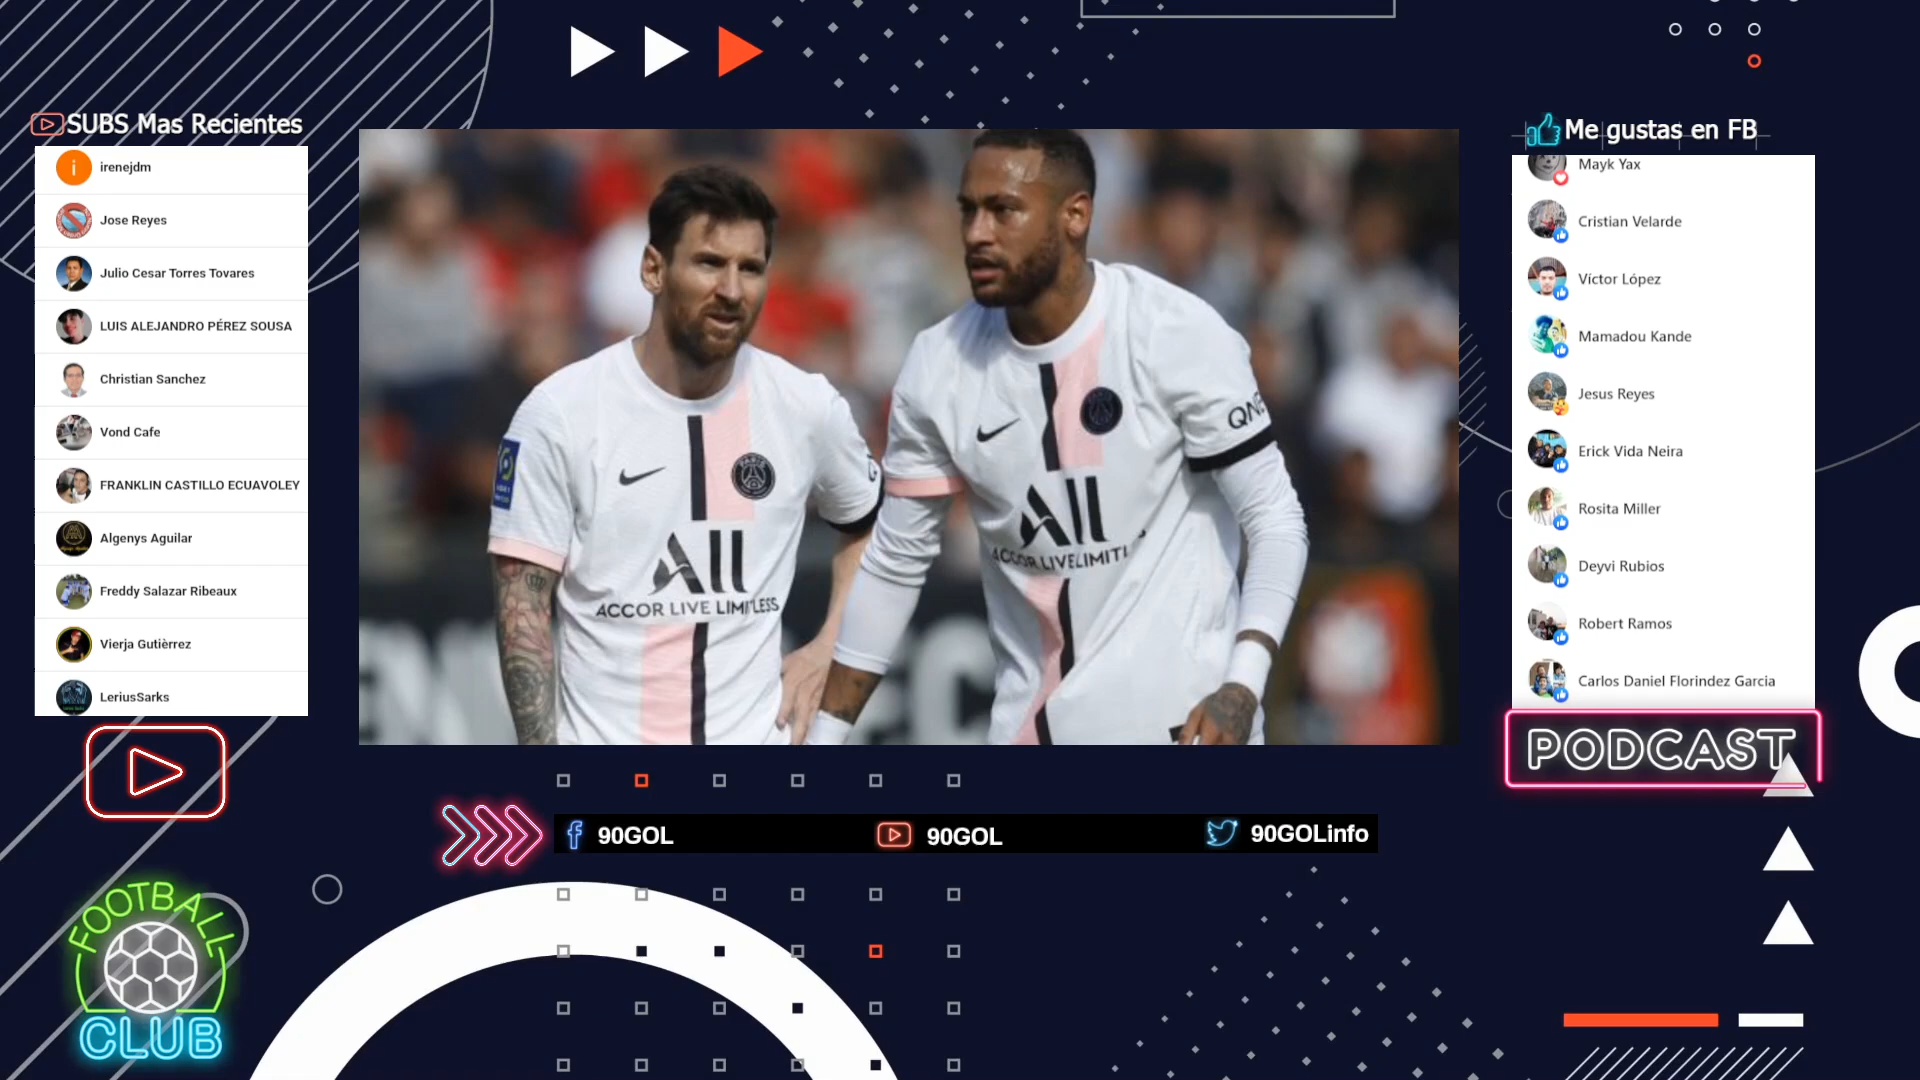 SUBS Mas Recientes
irenejdm
Jose Reyes
Julio Cesar Torres Tovares
LUIS ALEJANDRO PÉREZ SOUSA
Christian Sanchez
Vond Cafe
FRANKLIN CASTILLO ECUAVOLEY
Algenys Aguilar
Freddy Salazar Ribeaux
Vierja Gutièrrez
LeriusSarks
FOOTBALL
CLUB
All
ACCOR LIVE LIMITLESS
QNB
All
ACCOR LIVE LIMITL
90GOL
90GOL
90GOLinfo
Me gustas en FB
Mayk Yax
Cristian Velarde
Víctor López
Mamadou Kande
Jesus Reyes
Erick Vida Neira
Rosita Miller
Deyvi Rubios
Robert Ramos
Carlos Daniel Florindez Garcia
PODCAST